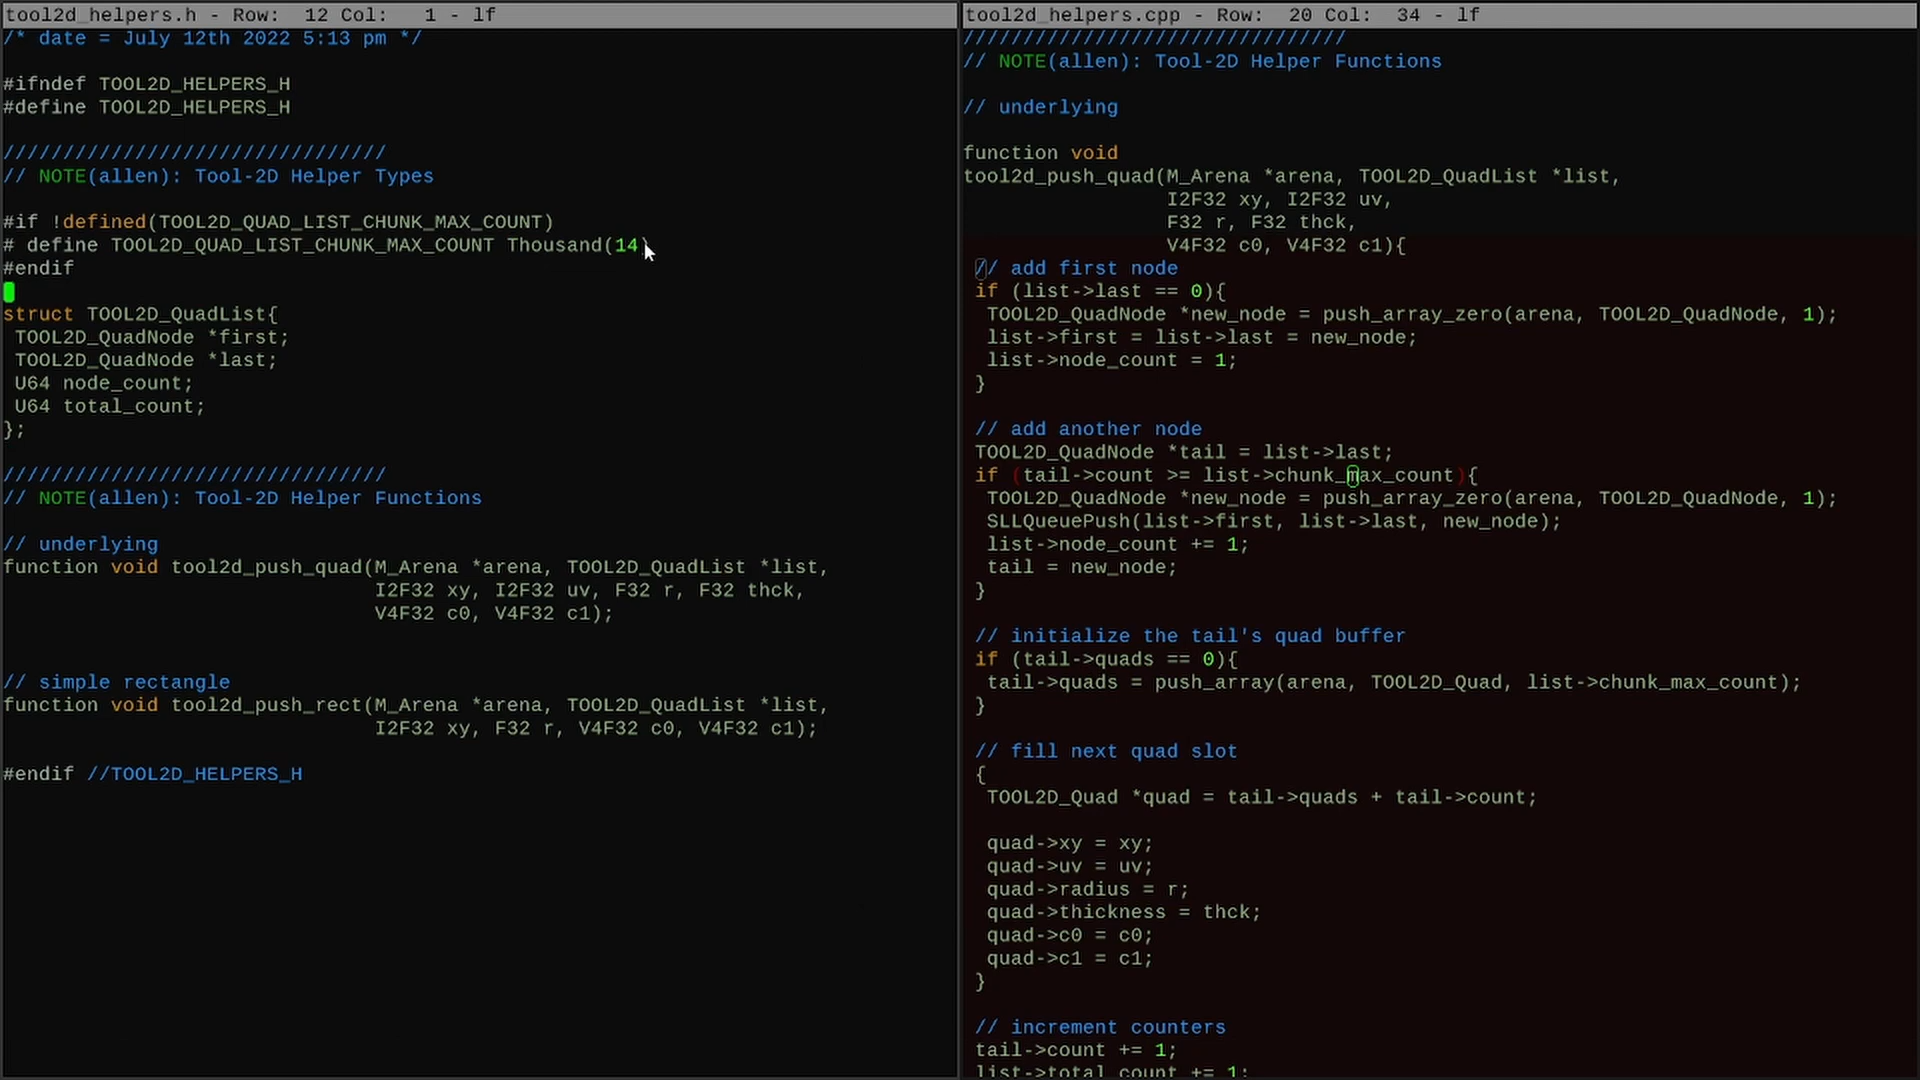 tool2d_helpers.h - Row:  12 Col:   1 - lf
/* date = July 12th 2022 5:13 pm */
#ifndef TOOL2D_HELPERS_H
#define TOOL2D_HELPERS_H
////////////////////////////////
// NOTE(allen): Tool-2D Helper Types
#if !defined(TOOL2D_QUAD_LIST_CHUNK_MAX_COUNT)
# define TOOL2D_QUAD_LIST_CHUNK_MAX_COUNT Thousand(14)
#endif
struct TOOL2D_QuadList{
 TOOL2D_QuadNode *first;
 TOOL2D_QuadNode *last;
 U64 node_count;
 U64 total_count;
};
////////////////////////////////
// NOTE(allen): Tool-2D Helper Functions
// underlying
function void tool2d_push_quad(M_Arena *arena, TOOL2D_QuadList *list,
                               I2F32 xy, I2F32 uv, F32 r, F32 thck,
                               V4F32 c0, V4F32 c1);
// simple rectangle
function void tool2d_push_rect(M_Arena *arena, TOOL2D_QuadList *list,
                               I2F32 xy, F32 r, V4F32 c0, V4F32 c1);
#endif //TOOL2D_HELPERS_H
tool2d_helpers.cpp - Row:  20 Col:  34 - lf
////////////////////////////////
// NOTE(allen): Tool-2D Helper Functions
// underlying
function void
tool2d_push_quad(M_Arena *arena, TOOL2D_QuadList *list,
                 I2F32 xy, I2F32 uv,
                 F32 r, F32 thck,
                 V4F32 c0, V4F32 c1){
 // add first node
 if (list->last == 0){
  TOOL2D_QuadNode *new_node = push_array_zero(arena, TOOL2D_QuadNode, 1);
  list->first = list->last = new_node;
  list->node_count = 1;
 }
 // add another node
 TOOL2D_QuadNode *tail = list->last;
 if (tail->count >= list->chunk_max_count){
  TOOL2D_QuadNode *new_node = push_array_zero(arena, TOOL2D_QuadNode, 1);
  SLLQueuePush(list->first, list->last, new_node);
  list->node_count += 1;
  tail = new_node;
 }
 // initialize the tail's quad buffer
 if (tail->quads == 0){
  tail->quads = push_array(arena, TOOL2D_Quad, list->chunk_max_count);
 }
 // fill next quad slot
 {
  TOOL2D_Quad *quad = tail->quads + tail->count;
  quad->xy = xy;
  quad->uv = uv;
  quad->radius = r;
  quad->thickness = thck;
  quad->c0 = c0;
  quad->c1 = c1;
 }
 // increment counters
 tail->count += 1;
 list->total_count += 1;